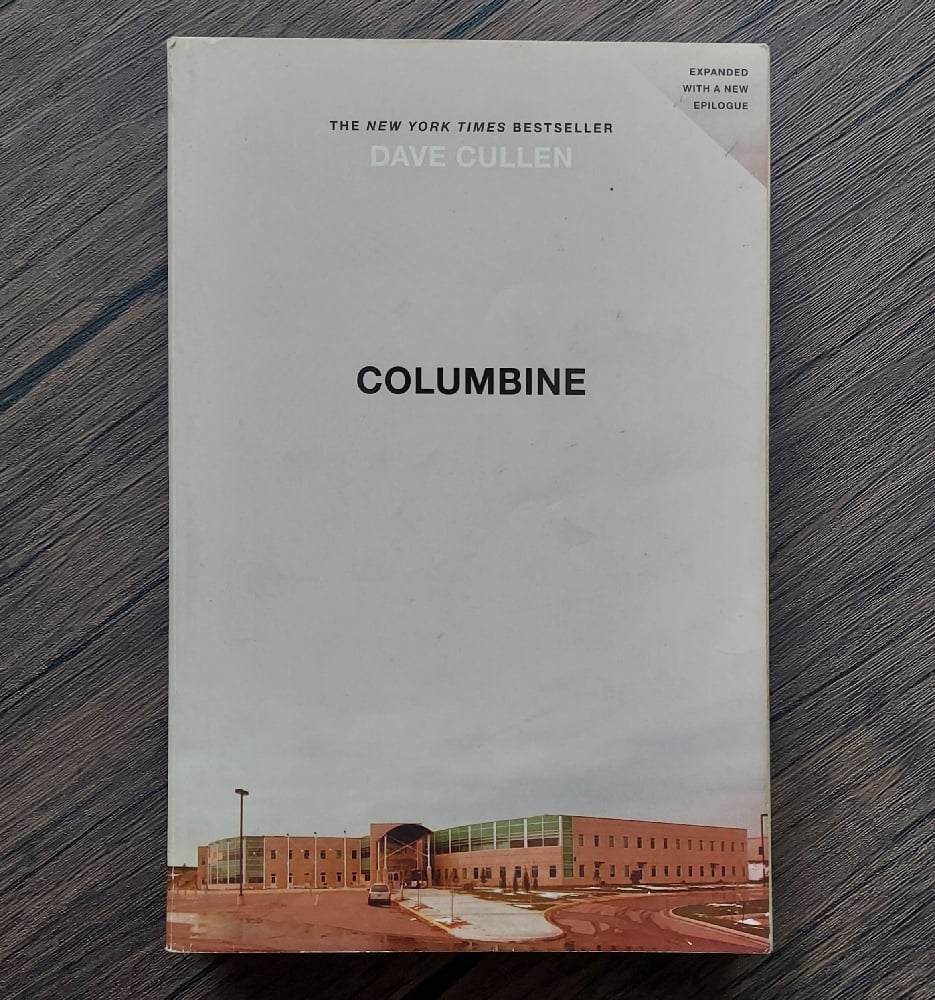 EXPANDED
WITH A NEW
EPILOGUE
THE NEW YORK TIMES BESTSELLER
DAVE CULLEN
COLUMBINE